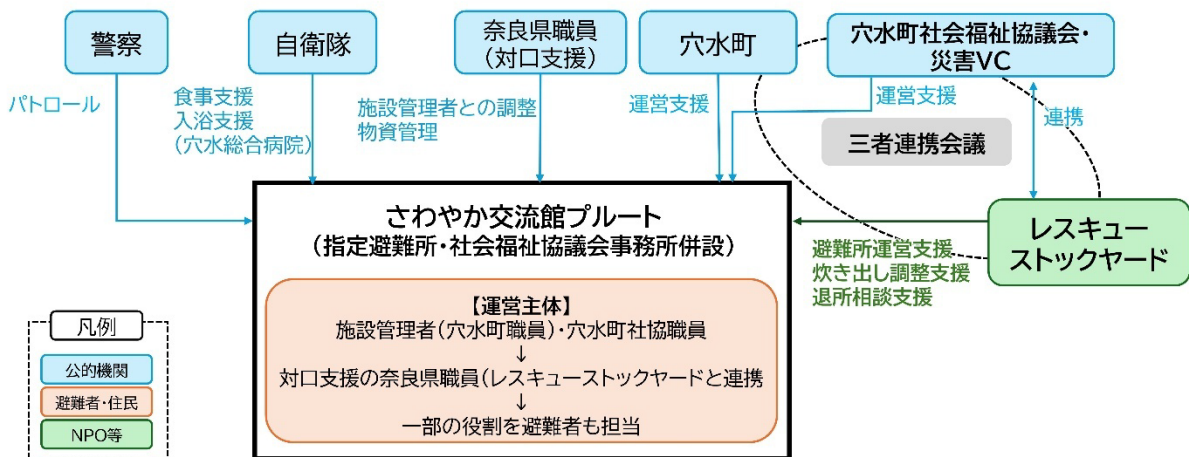 警察
自衛隊
奈良県職員
（対口支援）
穴水町
穴水町社会福祉協議会・
災害VC
パトロール
食事支援
入浴支援
（穴水総合病院）
施設管理者との調整
物資管理
運営支援
運営支援
連携
三者連携会議
さわやか交流館プルート
（指定避難所・社会福祉協議会事務所併設）
レスキュー
ストックヤード
避難所運営支援
炊き出し調整支援
退所相談支援
【運営主体】
施設管理者（穴水町職員）・穴水町社協職員
↓
対口支援の奈良県職員（レスキューストックヤードと連携
↓
一部の役割を避難者も担当
凡例
公的機関
避難者・住民
NPO等